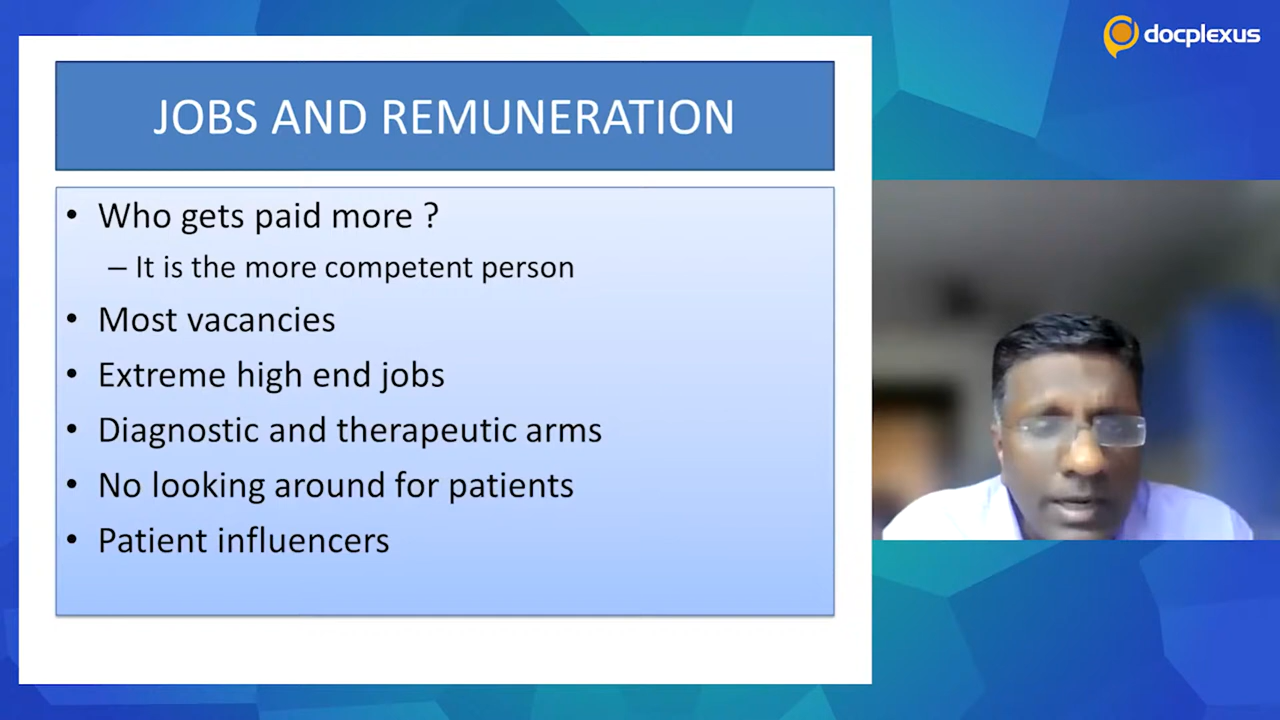 docplexus
JOBS AND REMUNERATION
• Who gets paid more ?
– It is the more competent person
• Most vacancies
• Extreme high end jobs
• Diagnostic and therapeutic arms
• No looking around for patients
• Patient influencers